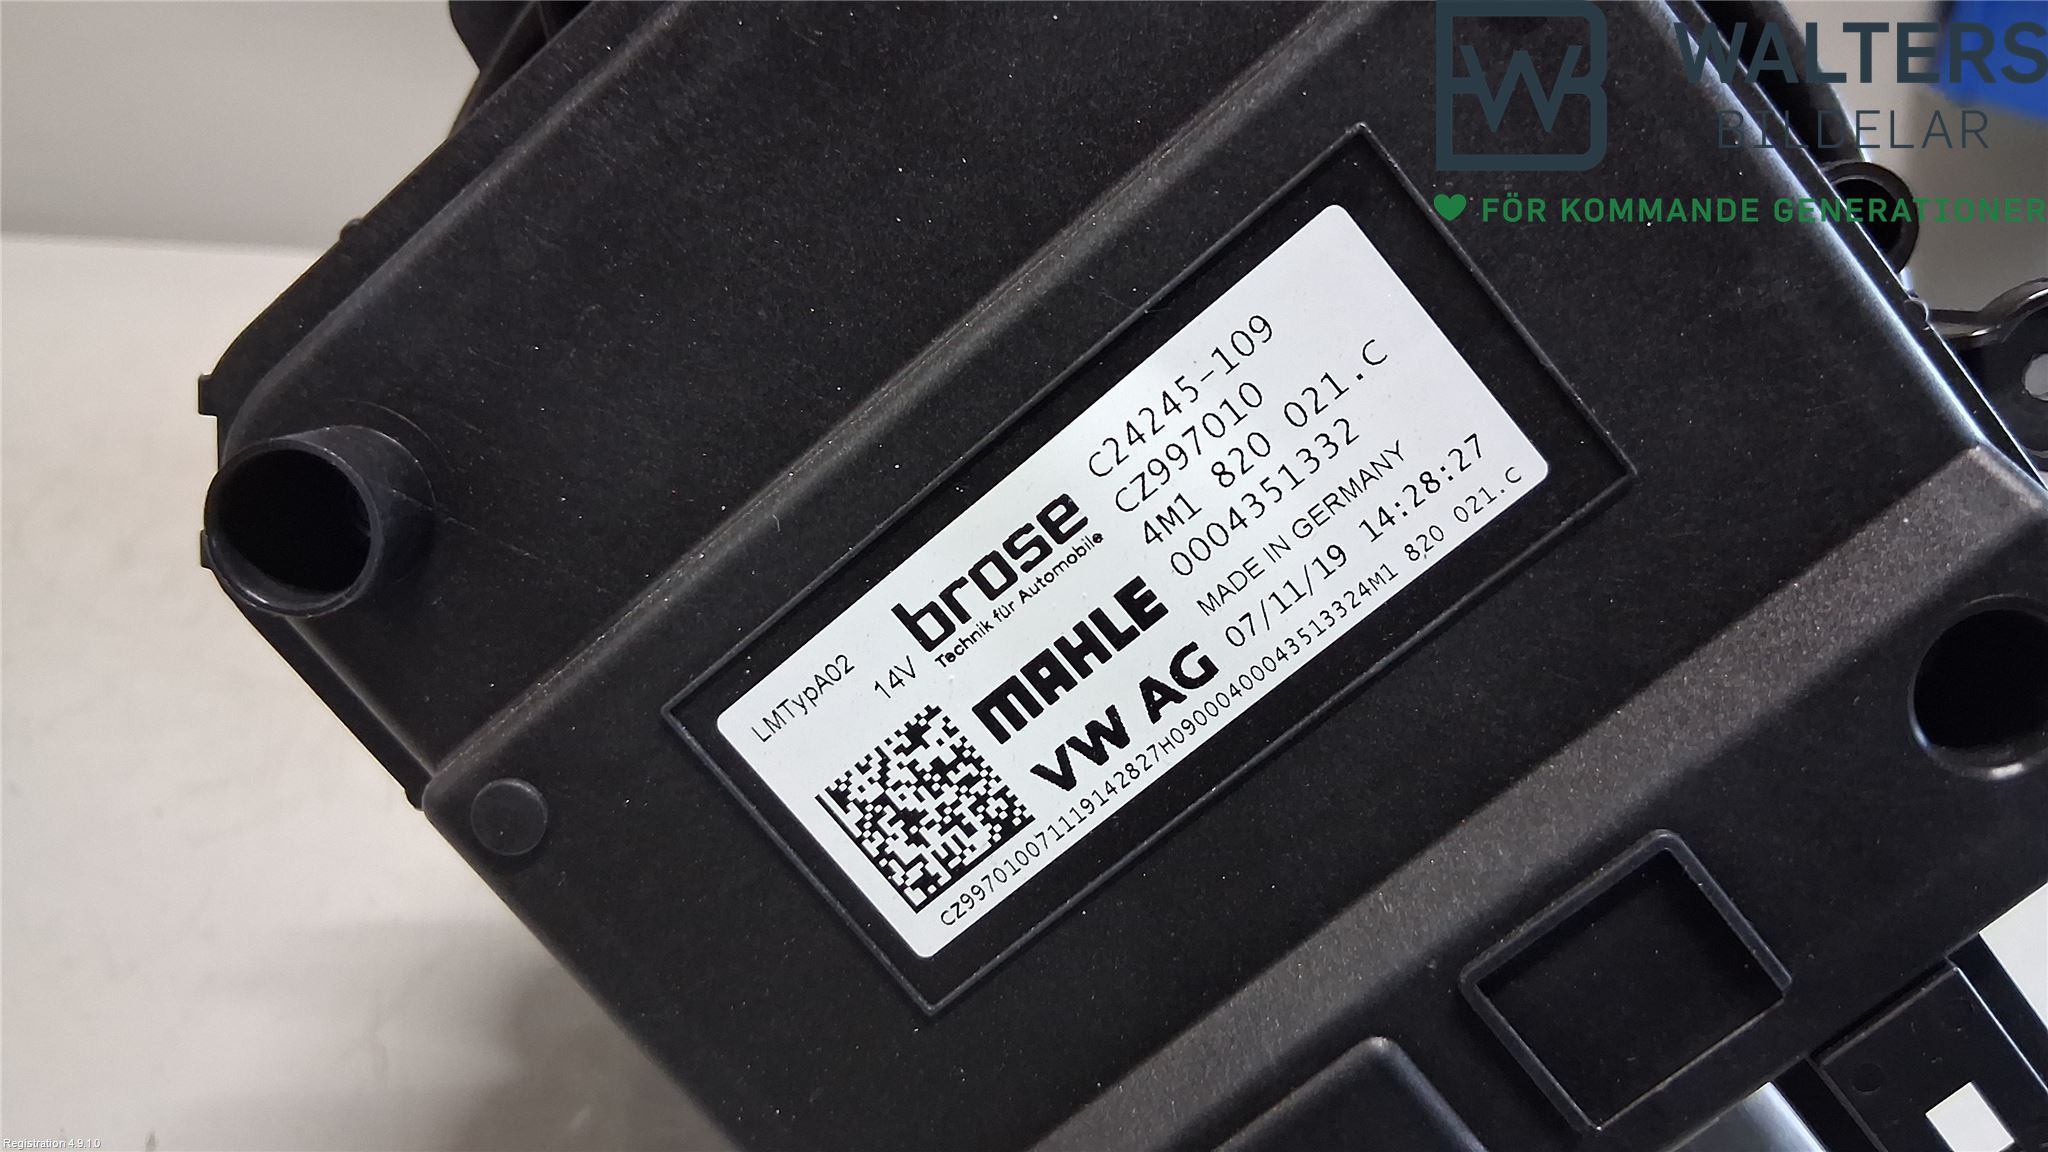 WALTERS
BILDELAR
FÖR KOMMANDE GENERATIONER
LMTypA02
14V
brose
Technik für Automobile
C24245-109
CZ997010
4M1 820 021.C
MAHLE
0004351332
MADE IN GERMANY
VW AG
07/11/19 14:28:27
CZ997010071119142827H09000400043513324M1 820 021.C
Registration 4.9.1.0